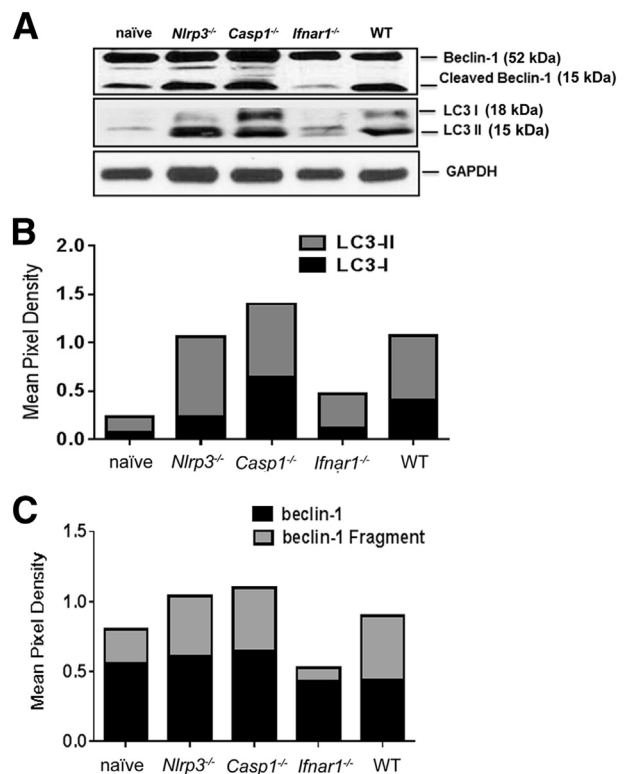 A
naïve Nlrp3-/- Casp1-/- Ifnar1-/- WT
Beclin-1 (52 kDa)
Cleaved Beclin-1 (15 kDa)
LC3 I (18 kDa)
LC3 II (15 kDa)
GAPDH
B
Mean Pixel Density
2.0
1.5
1.0
0.5
0.0
LC3-II
LC3-I
naïve Nlrp3-/- Casp1-/- Ifnar1-/- WT
C
Mean Pixel Density
1.5
1.0
0.5
0.0
beclin-1
beclin-1 Fragment
naïve Nlrp3-/- Casp1-/- Ifnar1-/- WT